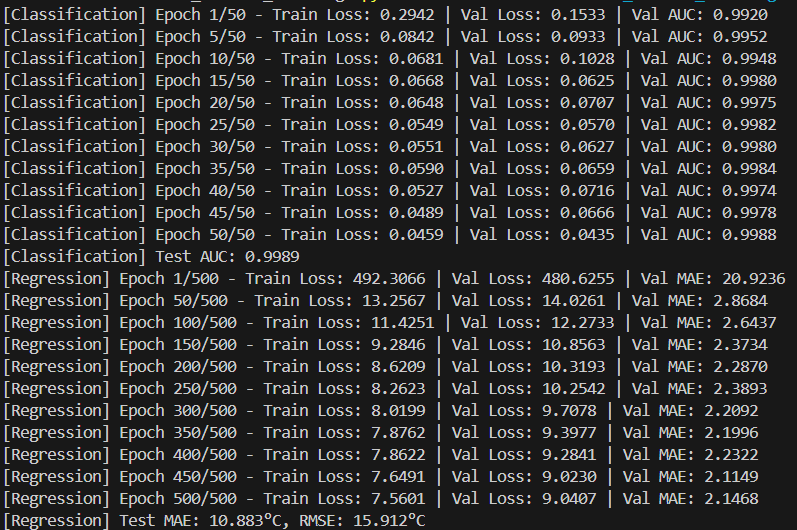 [Classification] Epoch 1/50 - Train Loss: 0.2942 | Val Loss: 0.1533 | Val AUC: 0.9920
[Classification] Epoch 5/50 - Train Loss: 0.0842 | Val Loss: 0.0933 | Val AUC: 0.9952
[Classification] Epoch 10/50 - Train Loss: 0.0681 | Val Loss: 0.1028 | Val AUC: 0.9948
[Classification] Epoch 15/50 - Train Loss: 0.0668 | Val Loss: 0.0625 | Val AUC: 0.9980
[Classification] Epoch 20/50 - Train Loss: 0.0648 | Val Loss: 0.0707 | Val AUC: 0.9975
[Classification] Epoch 25/50 - Train Loss: 0.0549 | Val Loss: 0.0570 | Val AUC: 0.9982
[Classification] Epoch 30/50 - Train Loss: 0.0551 | Val Loss: 0.0627 | Val AUC: 0.9980
[Classification] Epoch 35/50 - Train Loss: 0.0590 | Val Loss: 0.0659 | Val AUC: 0.9984
[Classification] Epoch 40/50 - Train Loss: 0.0527 | Val Loss: 0.0716 | Val AUC: 0.9974
[Classification] Epoch 45/50 - Train Loss: 0.0489 | Val Loss: 0.0666 | Val AUC: 0.9978
[Classification] Epoch 50/50 - Train Loss: 0.0459 | Val Loss: 0.0435 | Val AUC: 0.9988
[Classification] Test AUC: 0.9989
[Regression] Epoch 1/500 - Train Loss: 492.3066 | Val Loss: 480.6255 | Val MAE: 20.9236
[Regression] Epoch 50/500 - Train Loss: 13.2567 | Val Loss: 14.0261 | Val MAE: 2.8684
[Regression] Epoch 100/500 - Train Loss: 11.4251 | Val Loss: 12.2733 | Val MAE: 2.6437
[Regression] Epoch 150/500 - Train Loss: 9.2846 | Val Loss: 10.8563 | Val MAE: 2.3734
[Regression] Epoch 200/500 - Train Loss: 8.6209 | Val Loss: 10.3193 | Val MAE: 2.2870
[Regression] Epoch 250/500 - Train Loss: 8.2623 | Val Loss: 10.2542 | Val MAE: 2.3893
[Regression] Epoch 300/500 - Train Loss: 8.0199 | Val Loss: 9.7078 | Val MAE: 2.2092
[Regression] Epoch 350/500 - Train Loss: 7.8762 | Val Loss: 9.3977 | Val MAE: 2.1996
[Regression] Epoch 400/500 - Train Loss: 7.8622 | Val Loss: 9.2841 | Val MAE: 2.2322
[Regression] Epoch 450/500 - Train Loss: 7.6491 | Val Loss: 9.0230 | Val MAE: 2.1149
[Regression] Epoch 500/500 - Train Loss: 7.5601 | Val Loss: 9.0407 | Val MAE: 2.1468
[Regression] Test MAE: 10.883°C, RMSE: 15.912°C